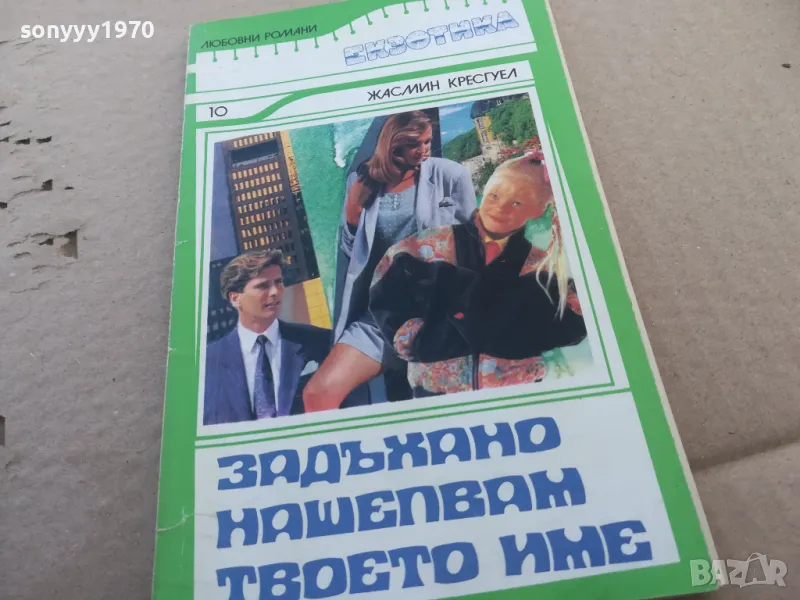 sonyyy1970
ЛЮБОВНИ РОМАНИ
ЕКЗОТИКА
10
ЖАСМИН КРЕСГУЕЛ
ЗАДЪХАНО
НАШЕПВАМ
ТВОЕТО ИМЕ
BAZAR